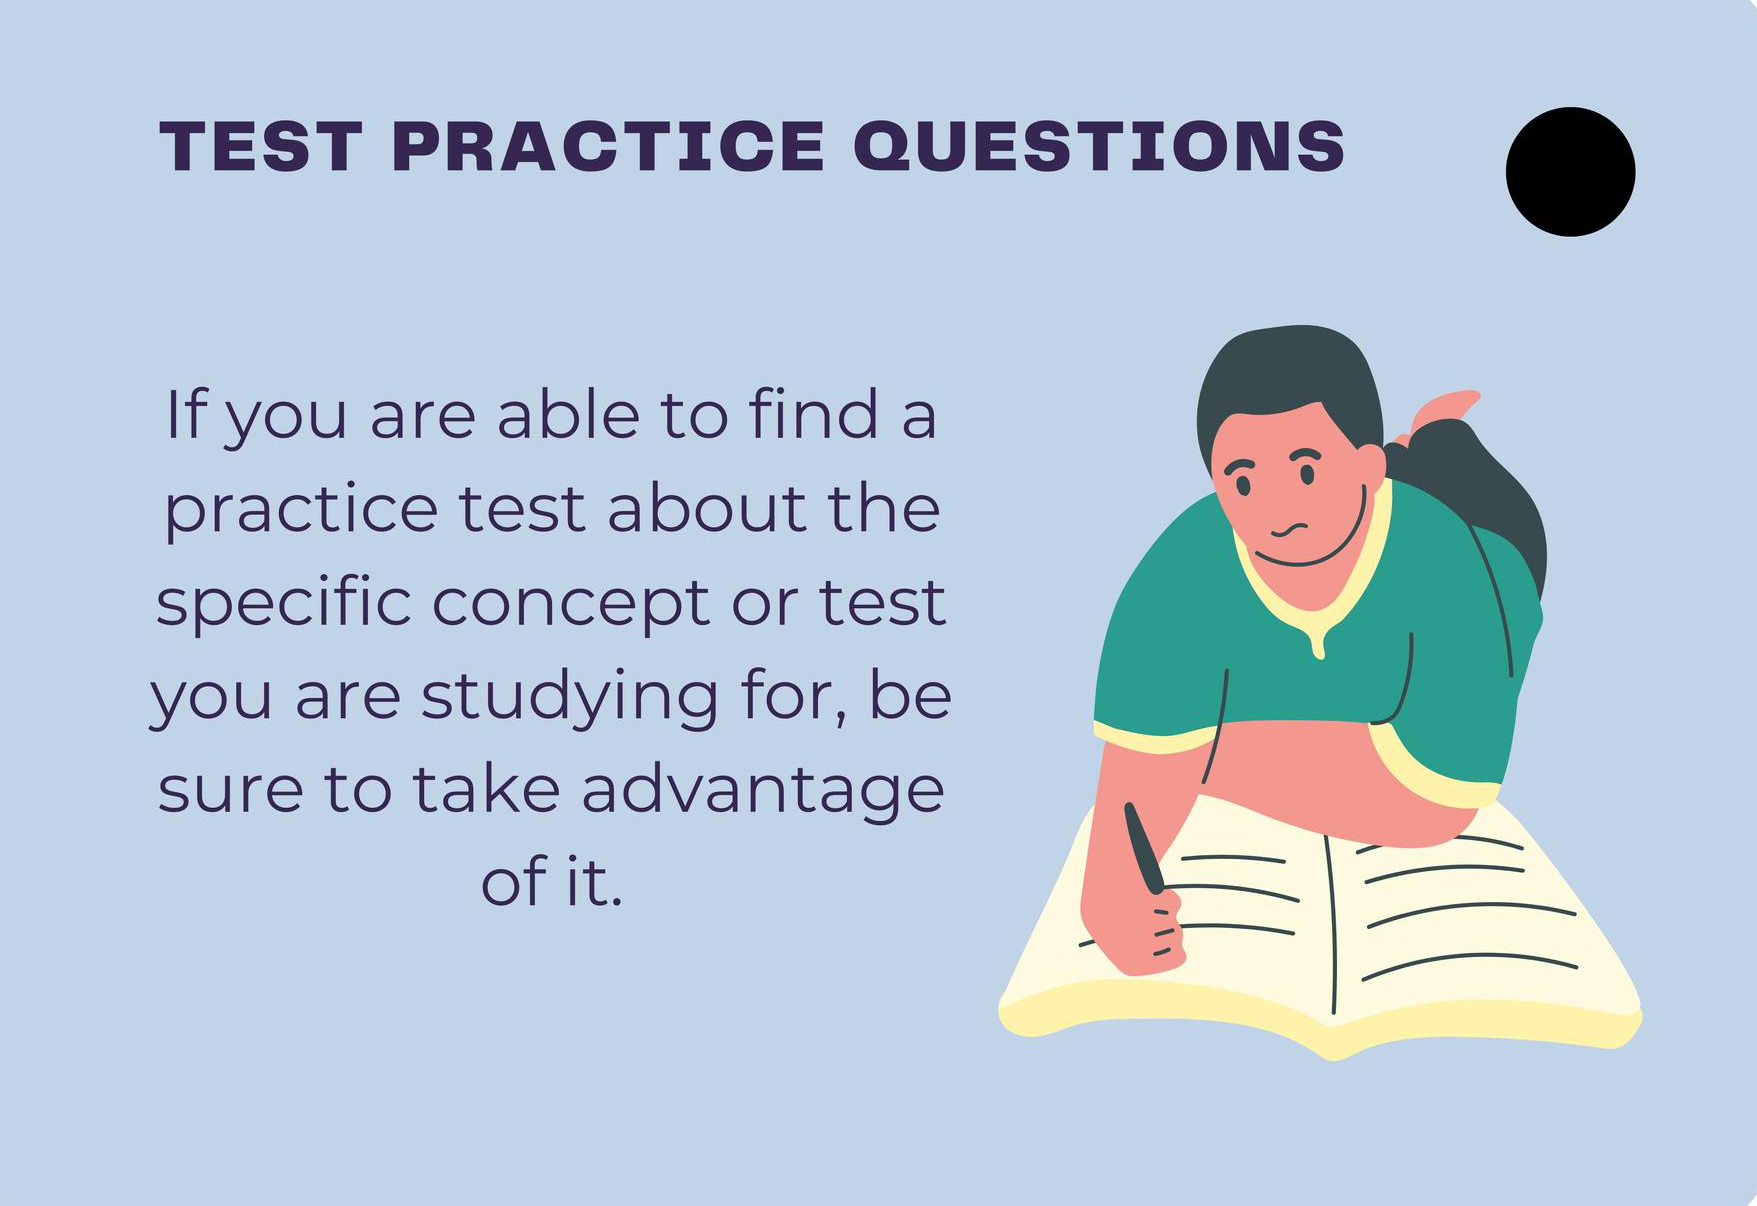 TEST PRACTICE QUESTIONS
If you are able to find a
practice test about the
specific concept or test
you are studying for, be
sure to take advantage
of it.